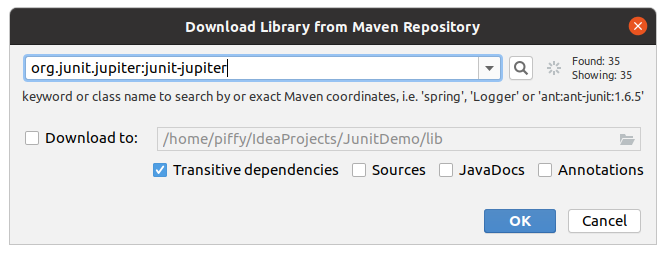 Download Library from Maven Repository
org.junit.jupiter:junit-jupiter
Found: 35
Showing: 35
keyword or class name to search by or exact Maven coordinates, i.e. 'spring', 'Logger' or 'ant:ant-junit:1.6.5'
Download to: /home/piffy/IdeaProjects/JunitDemo/lib
Transitive dependencies Sources JavaDocs Annotations
OK Cancel